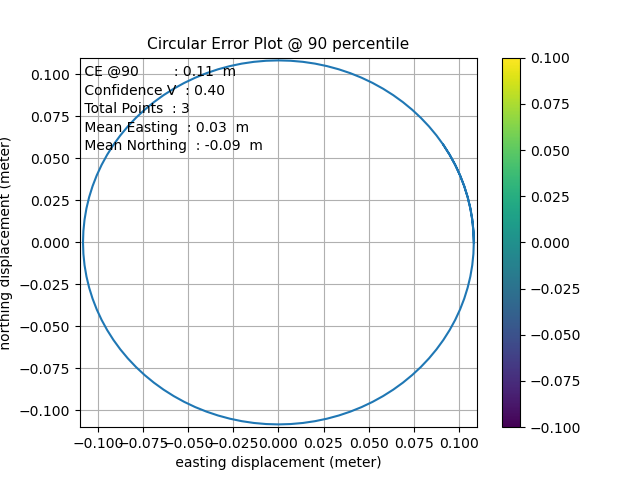 Circular Error Plot @ 90 percentile
CE @90 : 0.11 m
Confidence V : 0.40
Total Points : 3
Mean Easting : 0.03 m
Mean Northing : -0.09 m
northing displacement (meter)
0.100
0.075
0.050
0.025
0.000
−0.025
−0.050
−0.075
−0.100
−0.100 −0.075 −0.050 −0.025 0.000 0.025 0.050 0.075 0.100
easting displacement (meter)
0.100
0.075
0.050
0.025
0.000
−0.025
−0.050
−0.075
−0.100